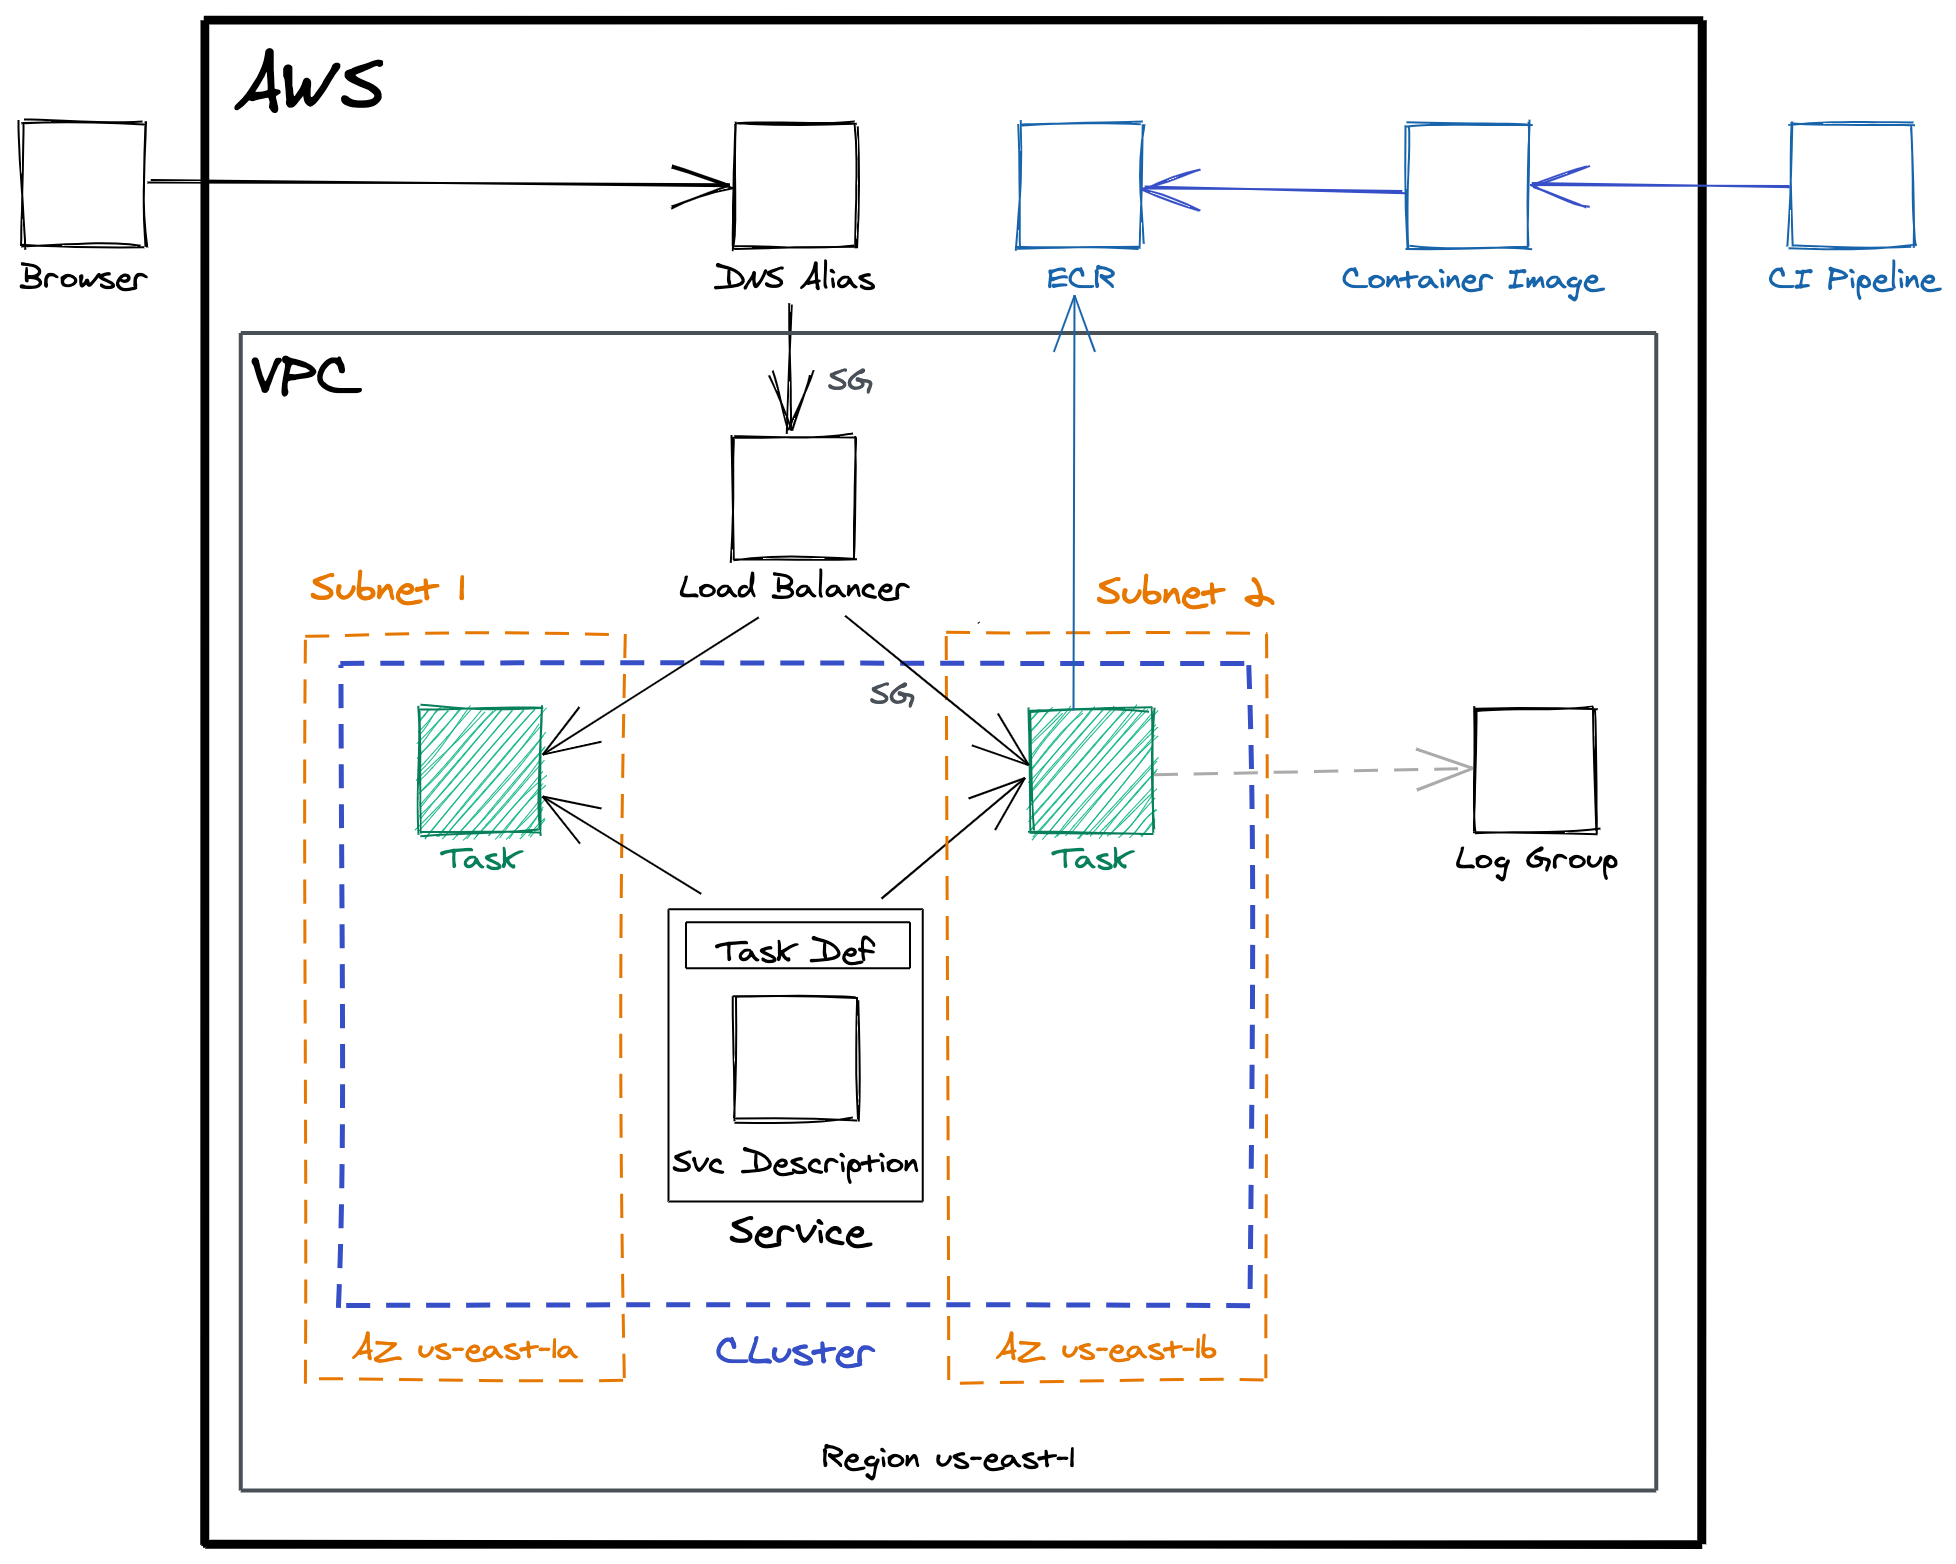 AWS
Browser
DNS Alias
ECR
Container Image
CI Pipeline
VPC
SG
Load Balancer
Subnet 1
Subnet 2
SG
Task
Task
Log Group
Task Def
Svc Description
Service
AZ us-east-1a
CLuster
AZ us-east-1b
Region us-east-1